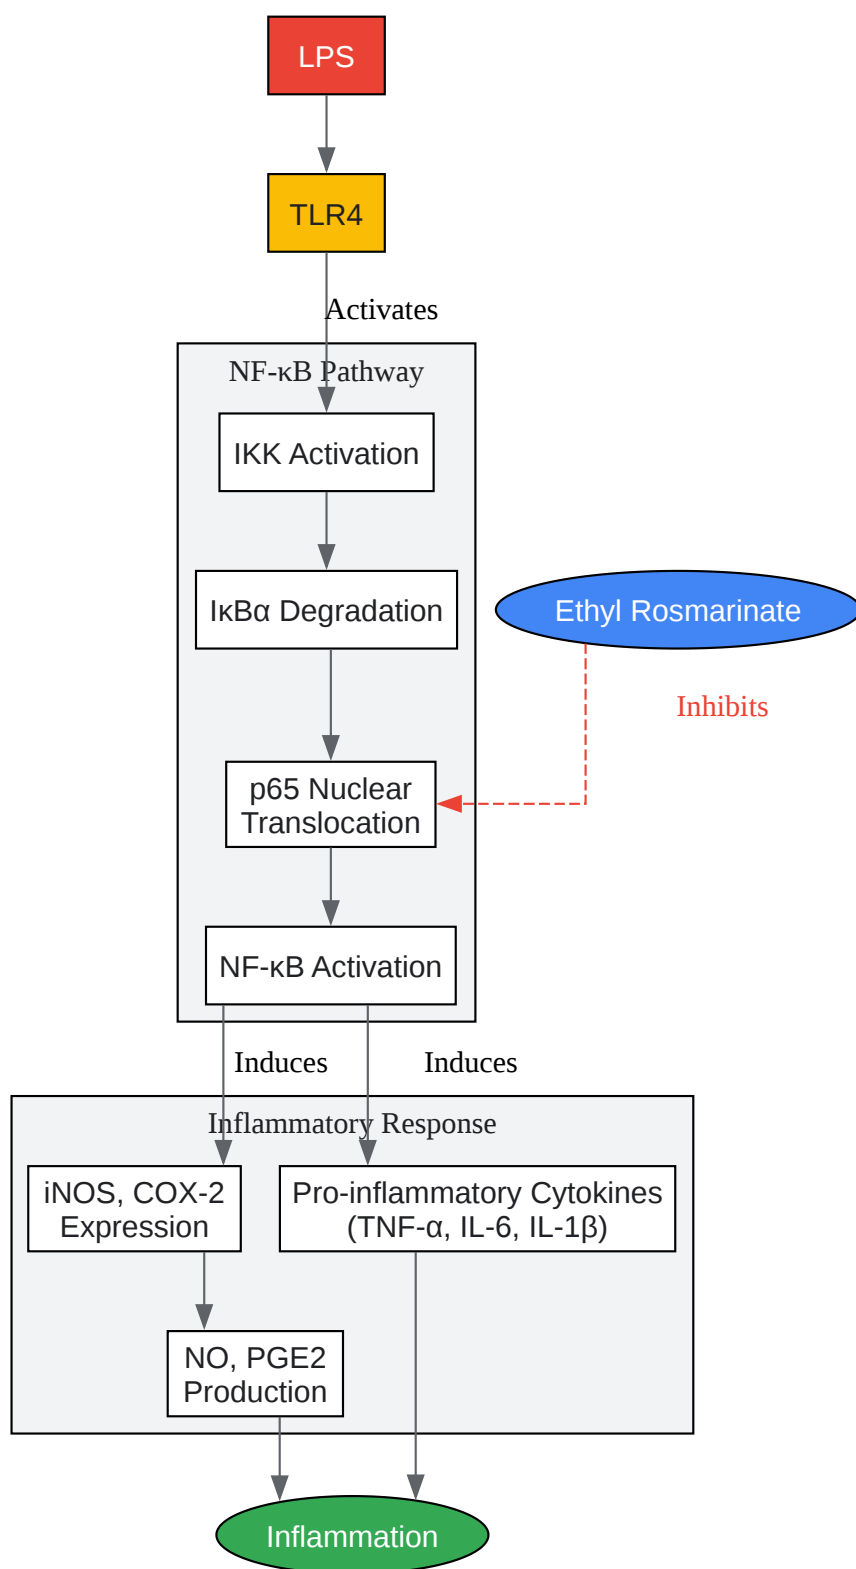 LPS
TLR4
Activates
NF-κB Pathway
IKK Activation
IκBα Degradation
Ethyl Rosmarinate
Inhibits
p65 Nuclear
Translocation
NF-κB Activation
Induces
Induces
Inflammatory Response
iNOS, COX-2
Expression
Pro-inflammatory Cytokines
(TNF-α, IL-6, IL-1β)
NO, PGE2
Production
Inflammation